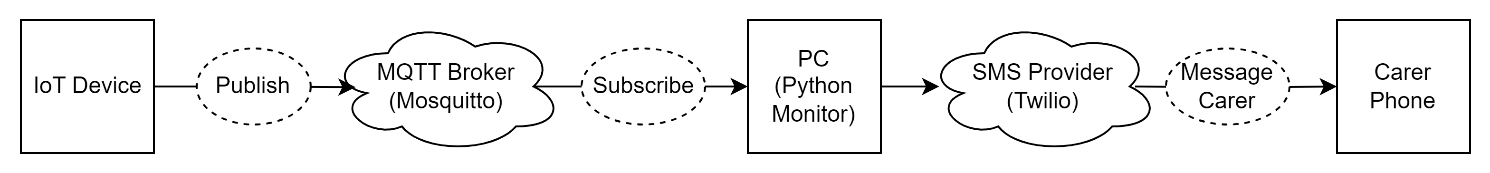 IoT Device
Publish
MQTT Broker
(Mosquitto)
Subscribe
PC
(Python
Monitor)
SMS Provider
(Twilio)
Message
Carer
Carer
Phone